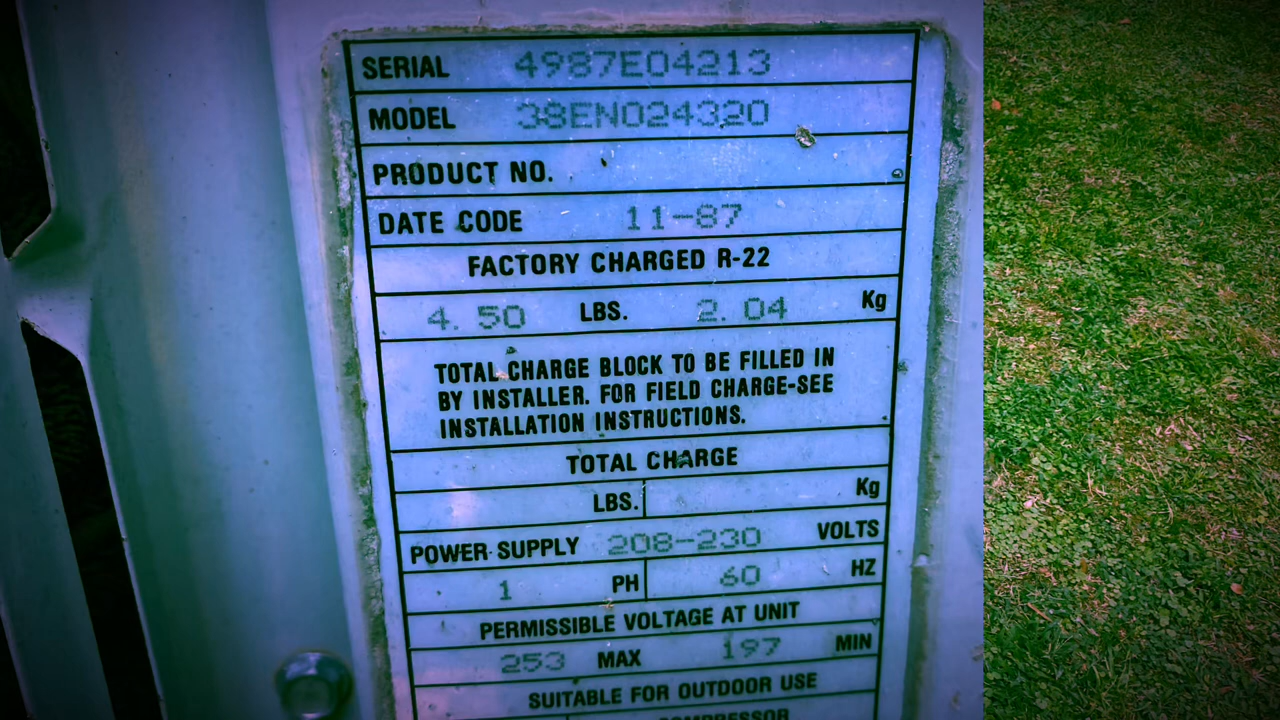 SERIAL 4987E04213
MODEL 38EN024320
PRODUCT NO.
DATE CODE 11-87
FACTORY CHARGED R-22
4.50 LBS. 2.04 Kg
TOTAL CHARGE BLOCK TO BE FILLED IN
BY INSTALLER. FOR FIELD CHARGE-SEE
INSTALLATION INSTRUCTIONS.
TOTAL CHARGE
LBS. Kg
POWER SUPPLY 208-230 VOLTS
1 PH 60 HZ
PERMISSIBLE VOLTAGE AT UNIT
253 MAX 197 MIN
SUITABLE FOR OUTDOOR USE
COMPRESSOR